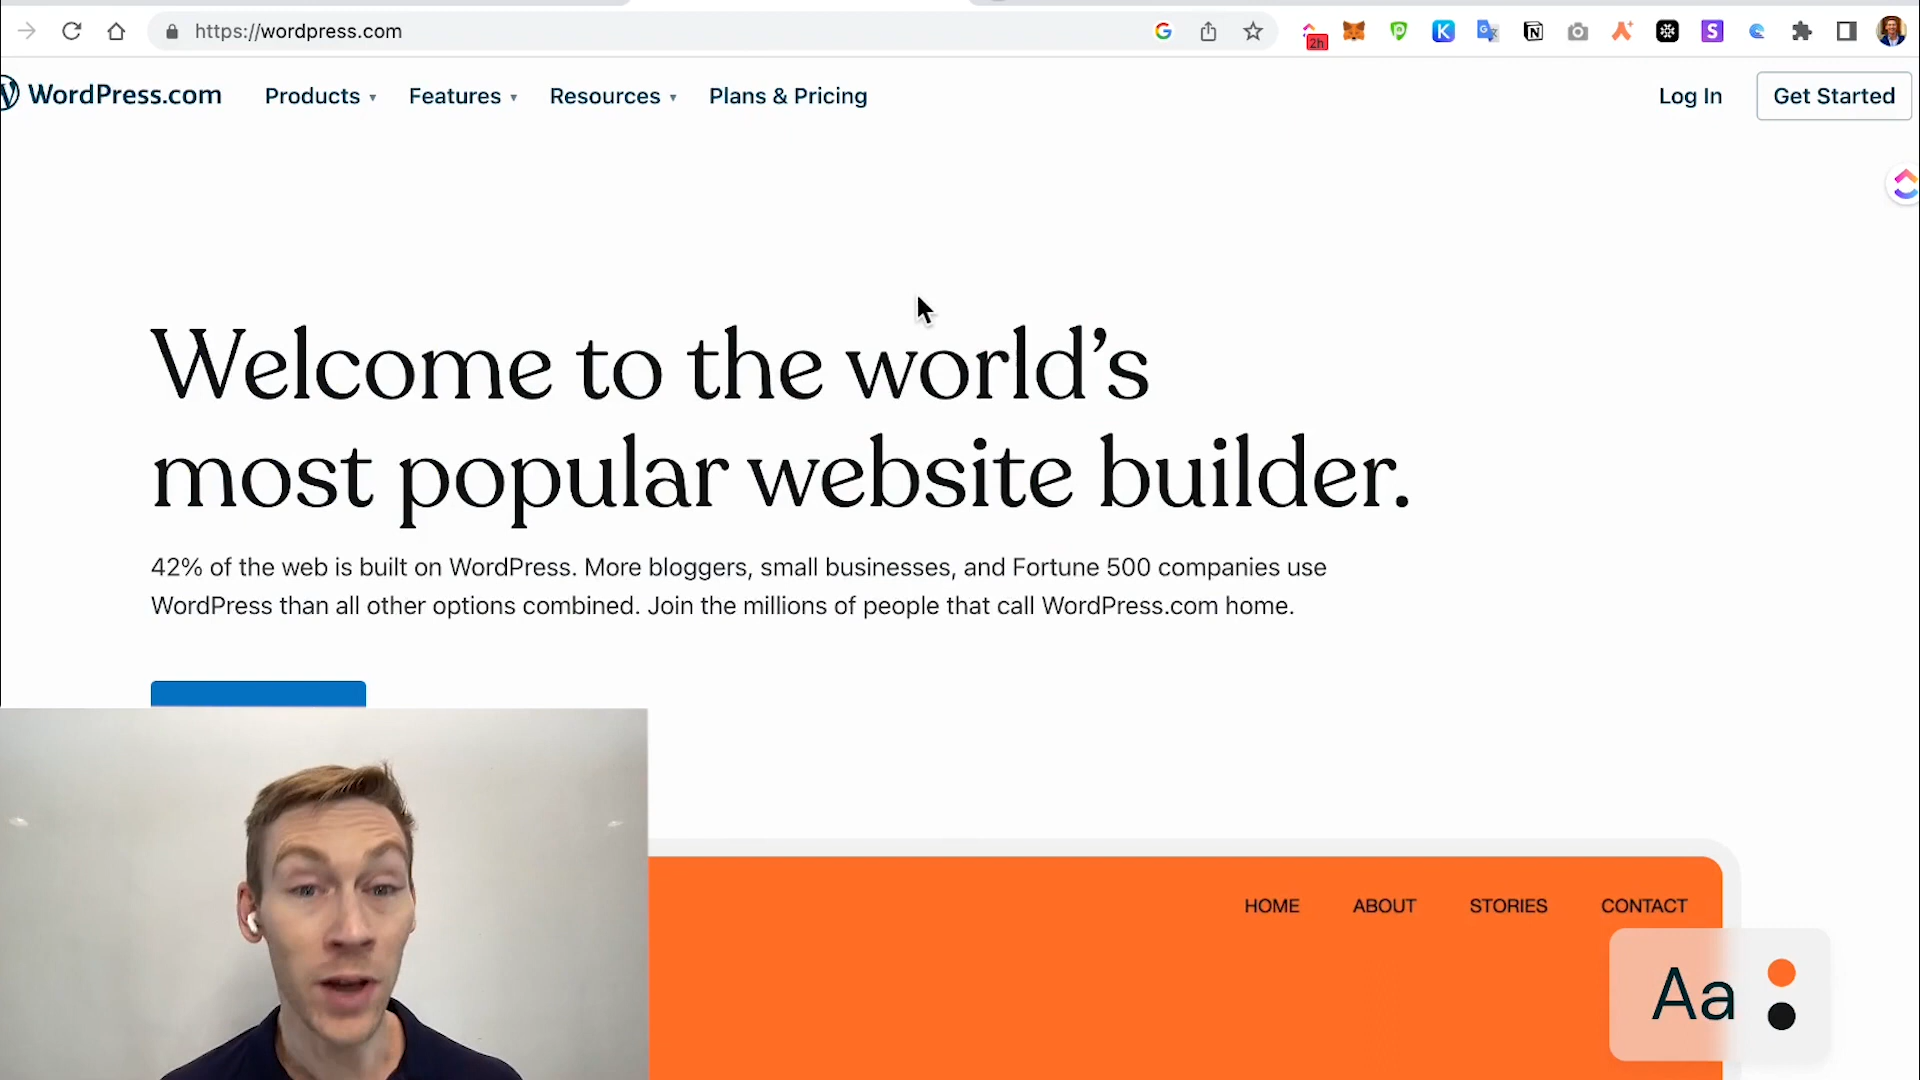 https://wordpress.com
2h
WordPress.com Products Features Resources Plans & Pricing Log In Get Started
Welcome to the world’s
most popular website builder.
42% of the web is built on WordPress. More bloggers, small businesses, and Fortune 500 companies use
WordPress than all other options combined. Join the millions of people that call WordPress.com home.
HOME ABOUT STORIES CONTACT
Aa